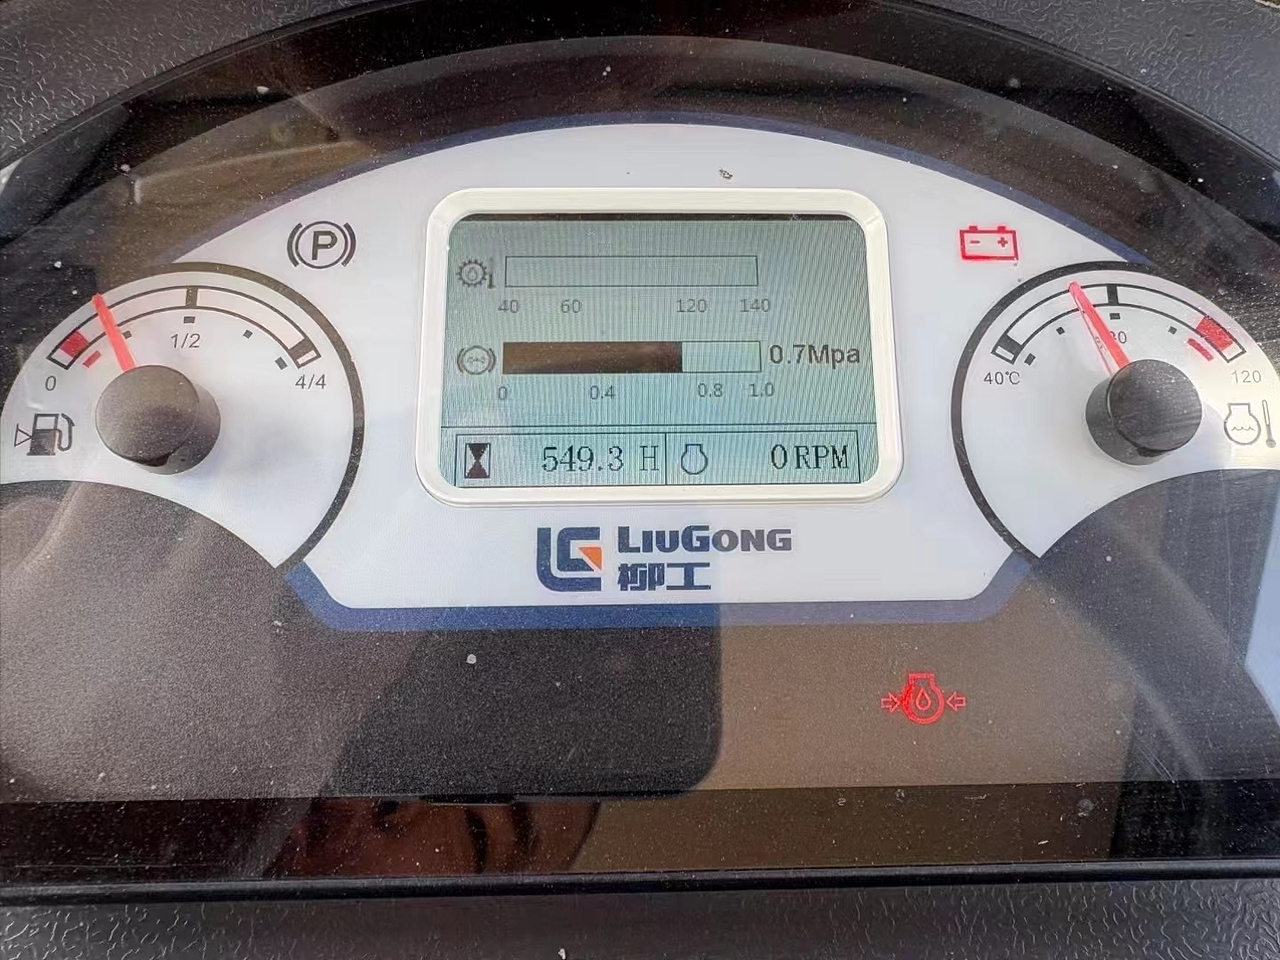 P
40 60 120 140
0.7Mpa
0 0.4 0.8 1.0
549.3 H 0 RPM
0 1/2 4/4
40℃ 120
LIUGONG
柳工